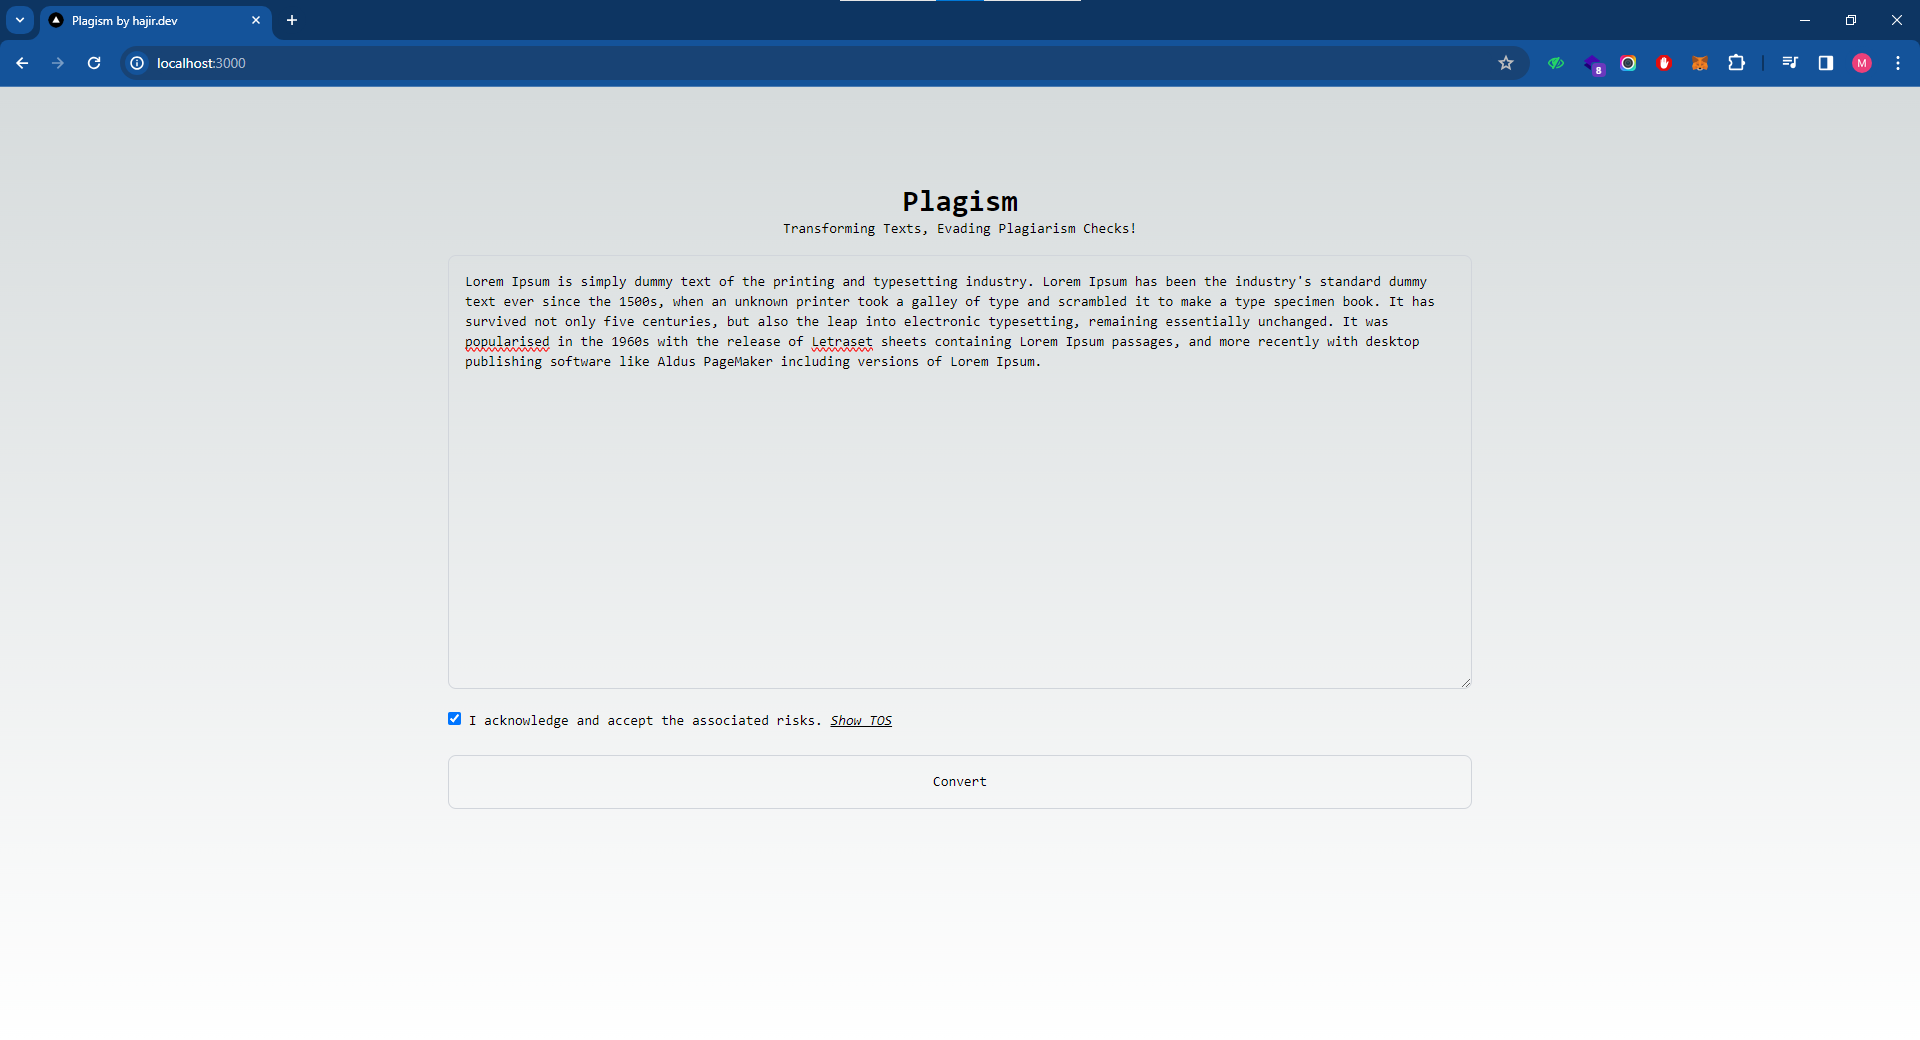 Plagism by hajir.dev
localhost:3000
8
M
Plagism
Transforming Texts, Evading Plagiarism Checks!
Lorem Ipsum is simply dummy text of the printing and typesetting industry. Lorem Ipsum has been the industry's standard dummy
text ever since the 1500s, when an unknown printer took a galley of type and scrambled it to make a type specimen book. It has
survived not only five centuries, but also the leap into electronic typesetting, remaining essentially unchanged. It was
popularised in the 1960s with the release of Letraset sheets containing Lorem Ipsum passages, and more recently with desktop
publishing software like Aldus PageMaker including versions of Lorem Ipsum.
I acknowledge and accept the associated risks. Show TOS
Convert